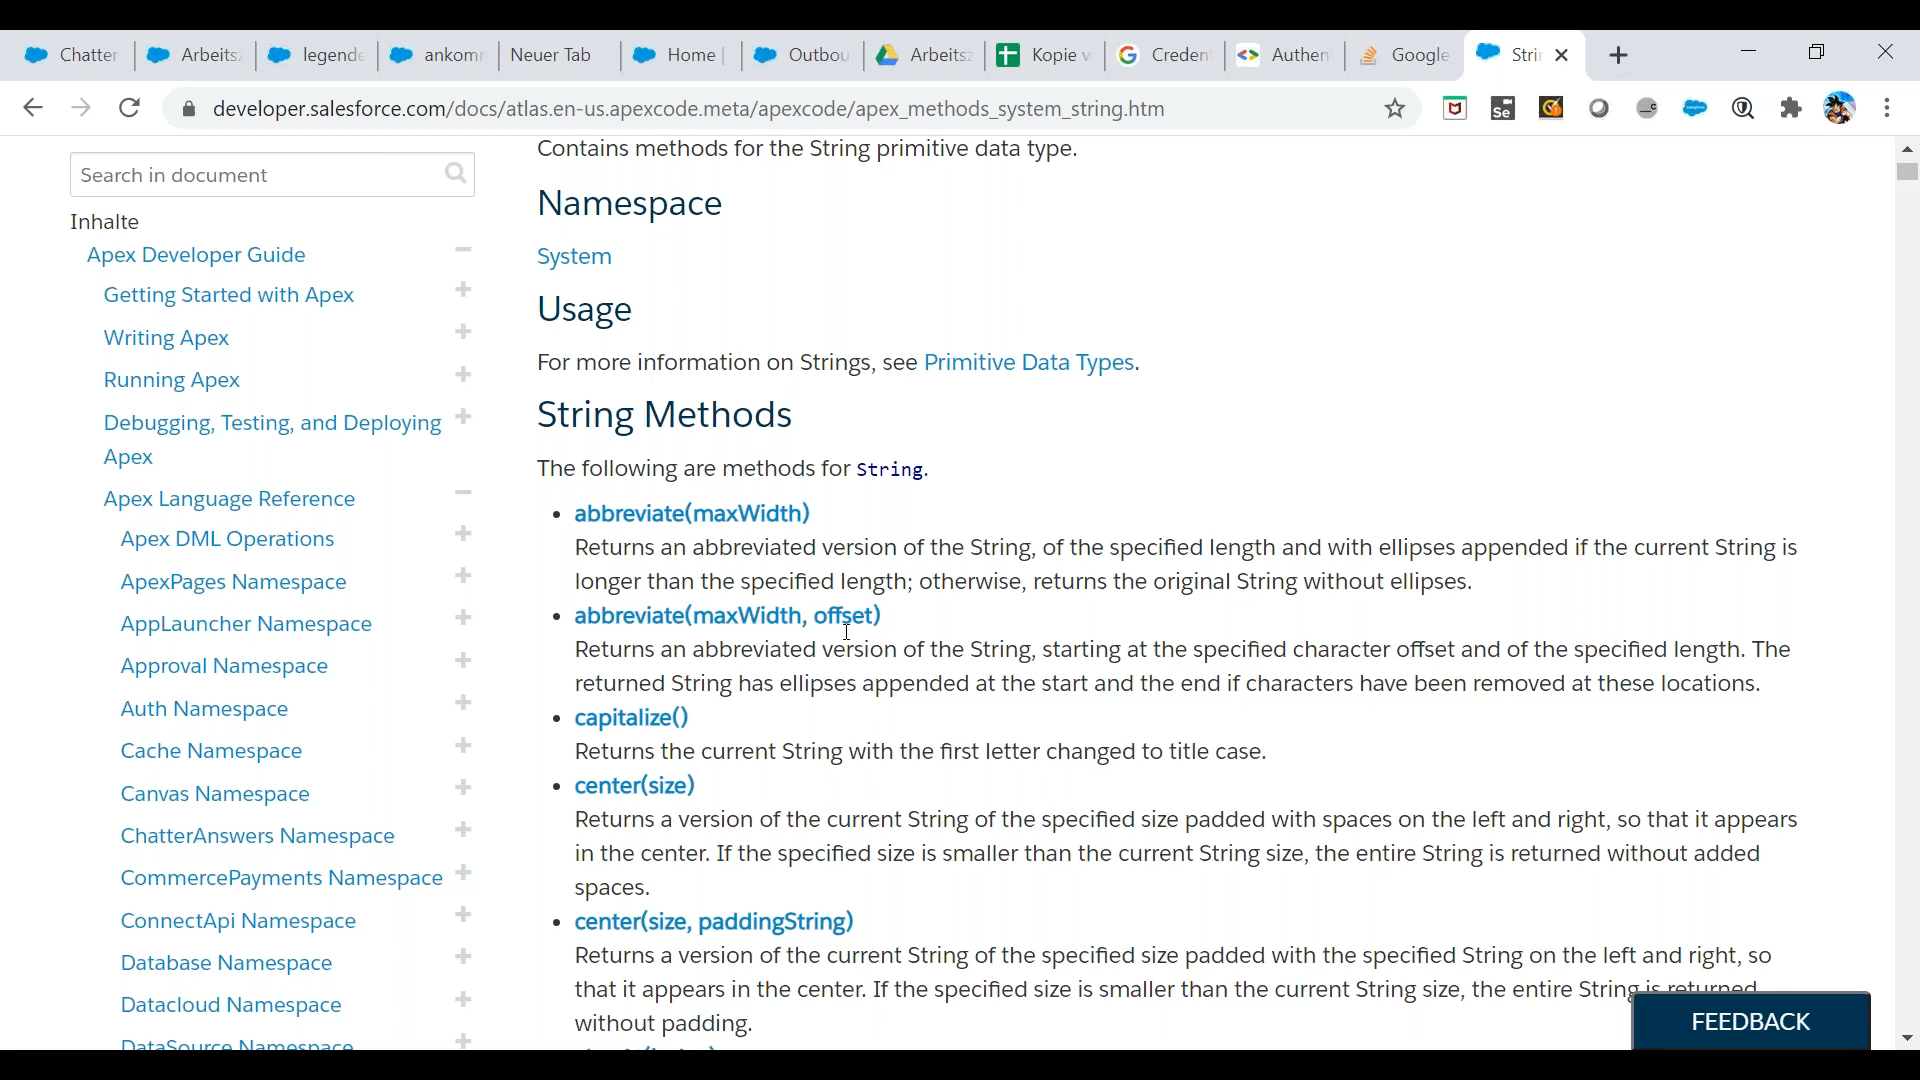 Chatter
Arbeitsz
legende
ankomm
Neuer Tab
Home |
Outbou
Arbeitsz
Kopie v
Creden
Authen
Google
Stri
developer.salesforce.com/docs/atlas.en-us.apexcode.meta/apexcode/apex_methods_system_string.htm
Se
Search in document
Inhalte
Apex Developer Guide
Getting Started with Apex
Writing Apex
Running Apex
Debugging, Testing, and Deploying
Apex
Apex Language Reference
Apex DML Operations
ApexPages Namespace
AppLauncher Namespace
Approval Namespace
Auth Namespace
Cache Namespace
Canvas Namespace
ChatterAnswers Namespace
CommercePayments Namespace
ConnectApi Namespace
Database Namespace
Datacloud Namespace
DataSource Namespace
Contains methods for the String primitive data type.
Namespace
System
Usage
For more information on Strings, see Primitive Data Types.
String Methods
The following are methods for String.
• abbreviate(maxWidth)
Returns an abbreviated version of the String, of the specified length and with ellipses appended if the current String is
longer than the specified length; otherwise, returns the original String without ellipses.
• abbreviate(maxWidth, offset)
Returns an abbreviated version of the String, starting at the specified character offset and of the specified length. The
returned String has ellipses appended at the start and the end if characters have been removed at these locations.
• capitalize()
Returns the current String with the first letter changed to title case.
• center(size)
Returns a version of the current String of the specified size padded with spaces on the left and right, so that it appears
in the center. If the specified size is smaller than the current String size, the entire String is returned without added
spaces.
• center(size, paddingString)
Returns a version of the current String of the specified size padded with the specified String on the left and right, so
that it appears in the center. If the specified size is smaller than the current String size, the entire String is returned
without padding.
FEEDBACK